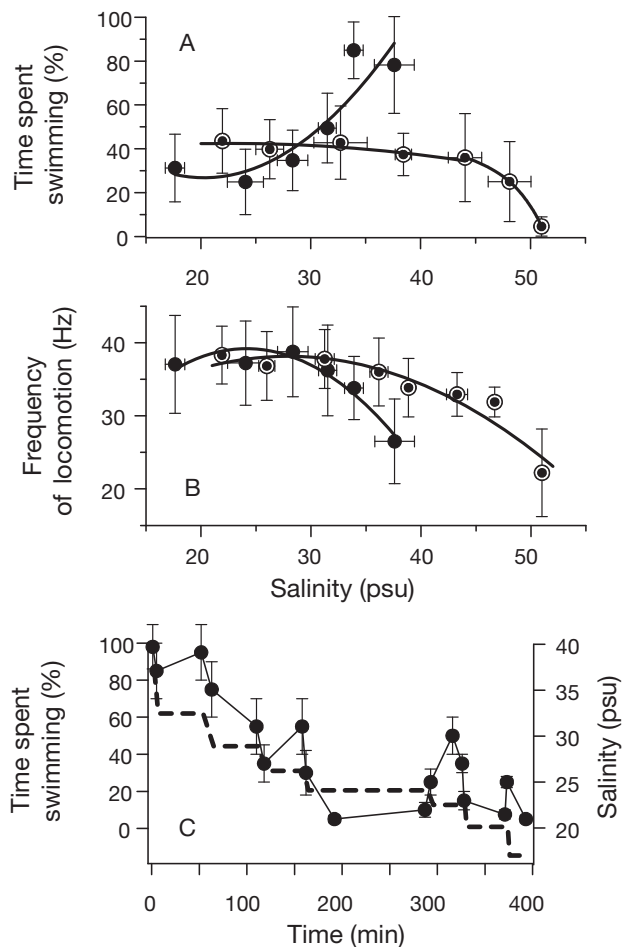 100
A
80
60
40
20
0
Time spent
swimming (%)
20 30 40 50
40
30
20
B
Frequency
of locomotion (Hz)
20 30 40 50
Salinity (psu)
100
80
60
40
20
0
C
Time spent
swimming (%)
40
35
30
24
20
Salinity (psu)
0 100 200 300 400
Time (min)